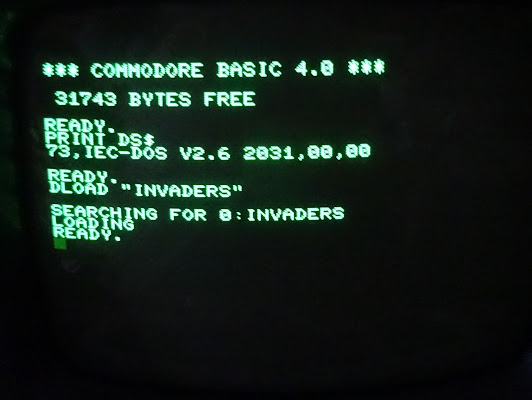 *** COMMODORE BASIC 4.0 ***
31743 BYTES FREE
READY.
PRINT DS$
73,IEC-DOS V2.6 2031,00,00
READY.
DLOAD "INVADERS"
SEARCHING FOR 0:INVADERS
LOADING
READY.